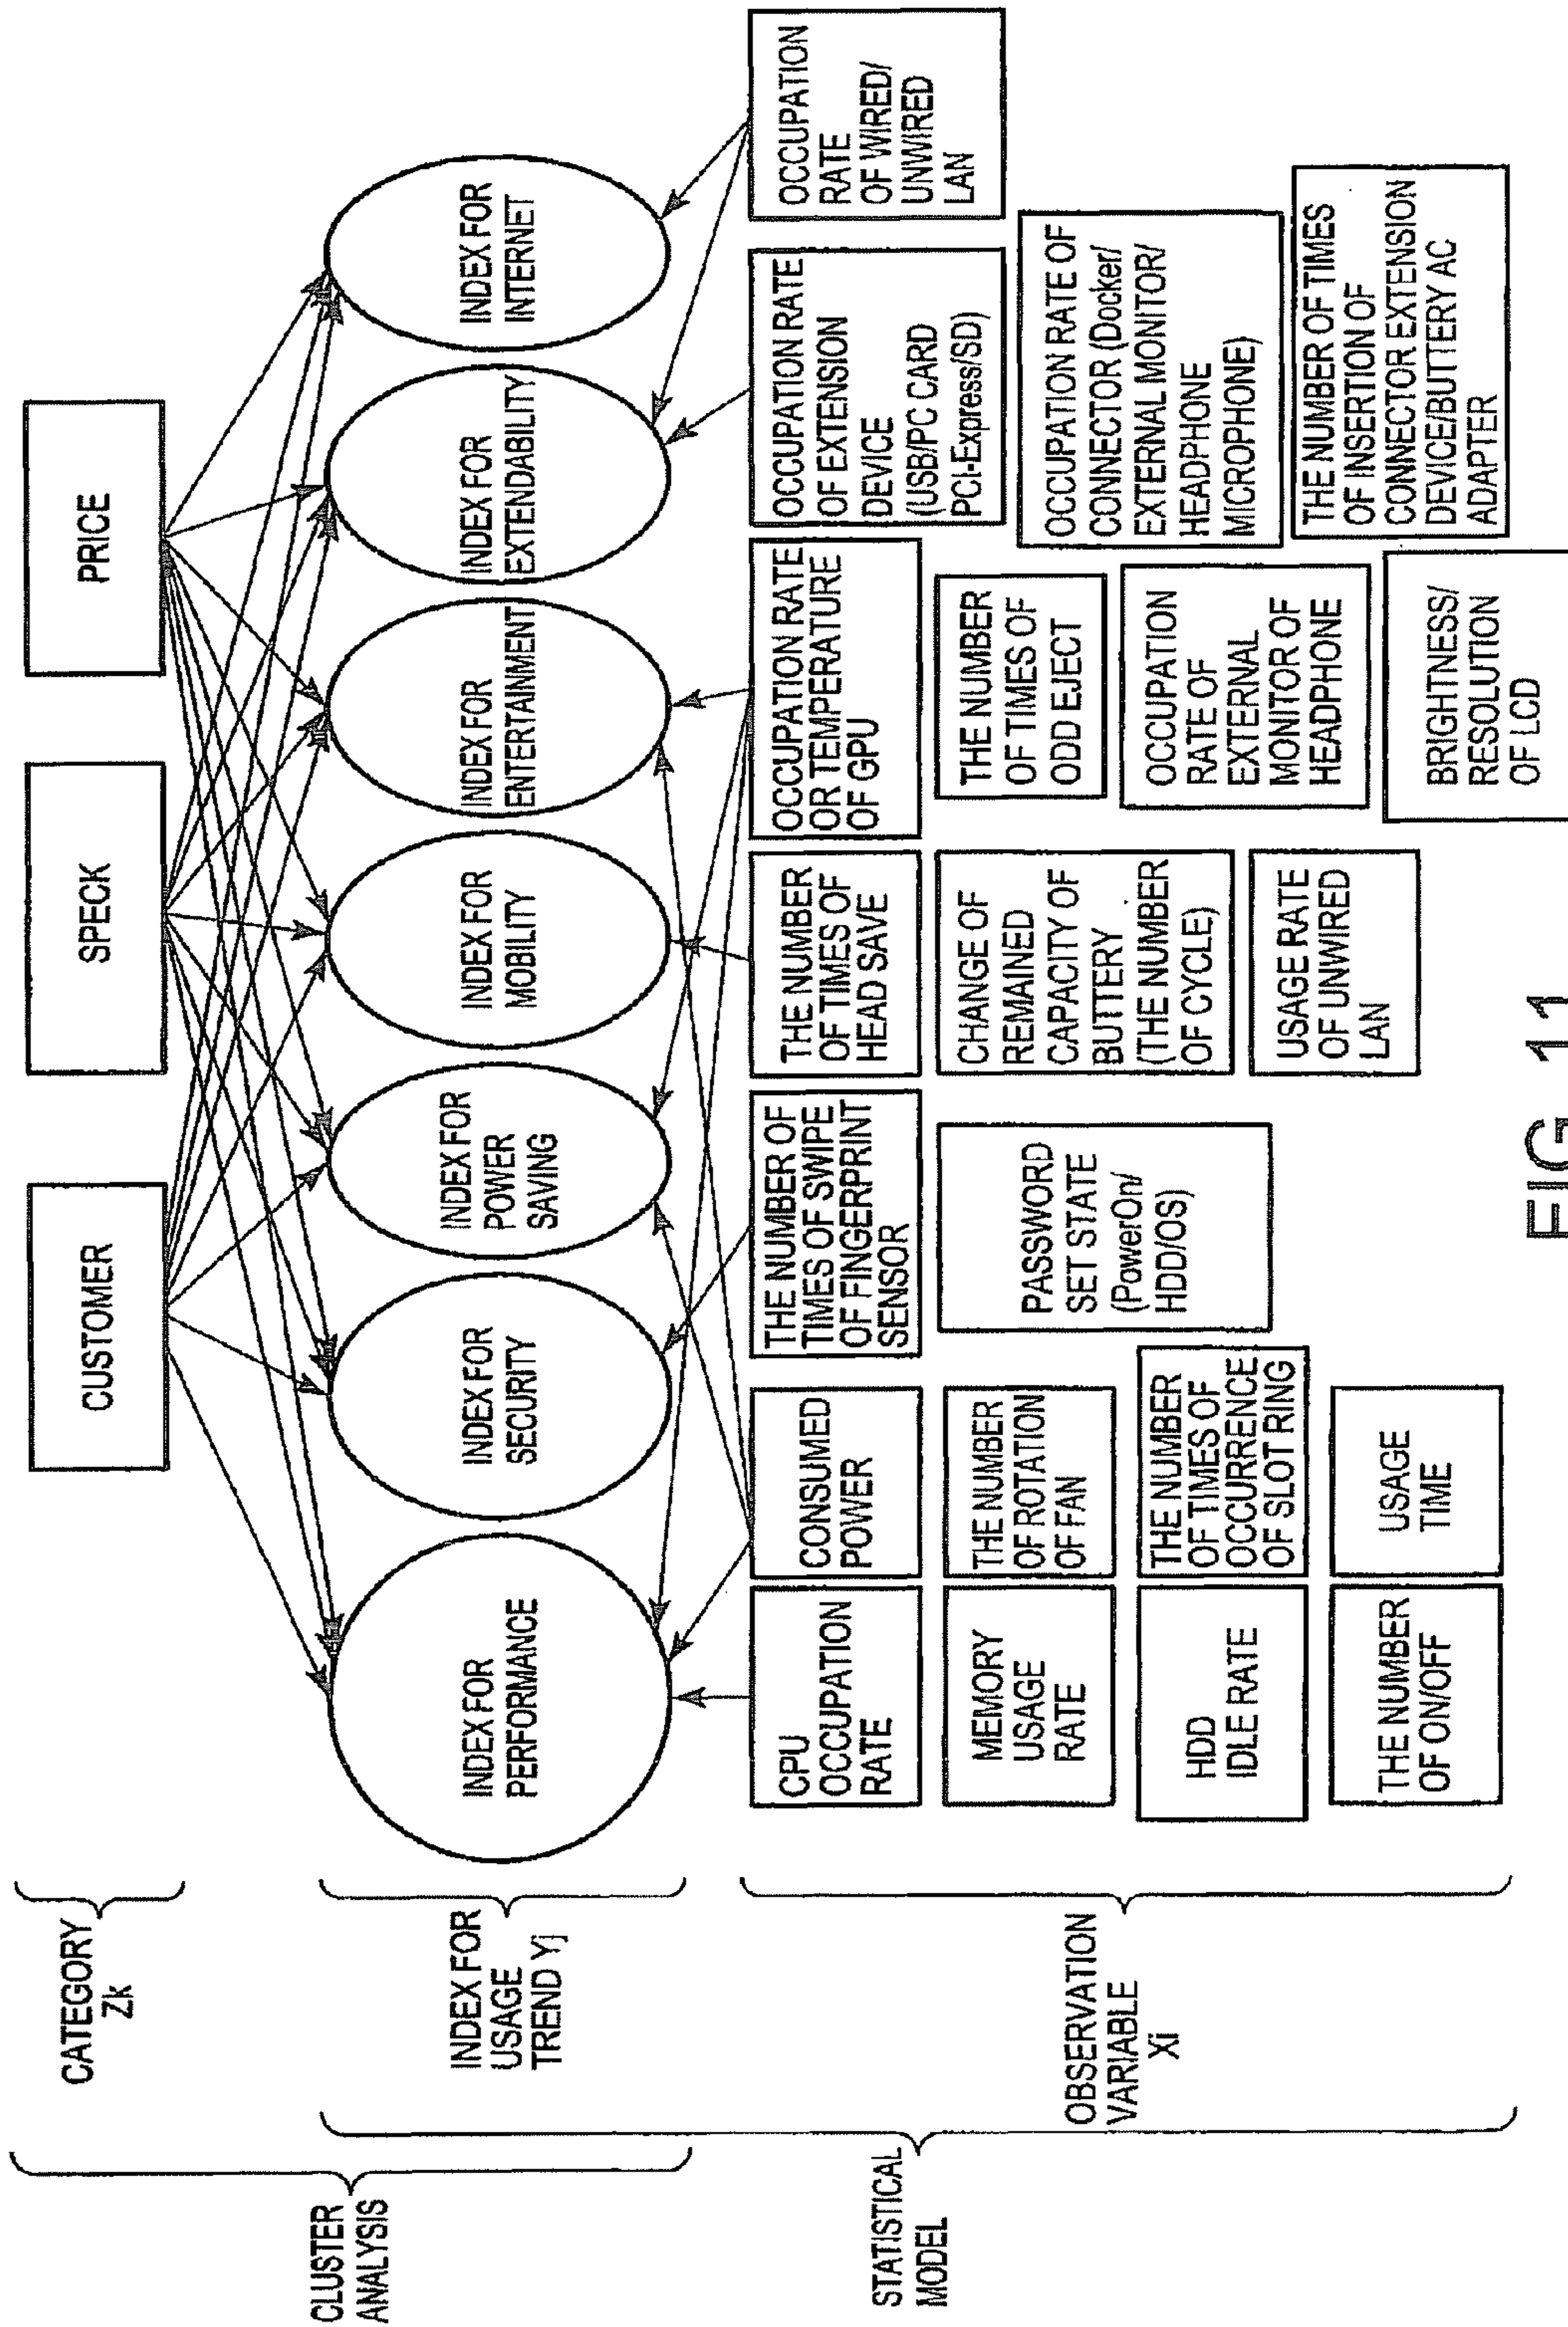 CLUSTER
ANALYSIS
STATISTICAL
MODEL
CATEGORY
Zk
INDEX FOR
USAGE
TREND Yj
OBSERVATION
VARIABLE
Xi
CUSTOMER
SPECK
PRICE
INDEX FOR
PERFORMANCE
INDEX FOR
SECURITY
INDEX FOR
POWER
SAVING
INDEX FOR
MOBILITY
INDEX FOR
ENTERTAINMENT
INDEX FOR
EXTENDABILITY
INDEX FOR
INTERNET
CPU
OCCUPATION
RATE
CONSUMED
POWER
THE NUMBER OF
TIMES OF SWIPE
OF FINGERPRINT
SENSOR
THE NUMBER
OF TIMES OF
HEAD SAVE
OCCUPATION RATE
OR TEMPERATURE
OF GPU
OCCUPATION RATE
OF EXTENSION
DEVICE
(USB/PC CARD
PCI-Express/SD)
OCCUPATION
RATE
OF WIRED/
UNWIRED
LAN
MEMORY
USAGE
RATE
THE NUMBER
OF ROTATION
OF FAN
PASSWORD
SET STATE
(PowerOn/
HDD/OS)
CHANGE OF
REMAINED
CAPACITY OF
BUTTERY
(THE NUMBER
OF CYCLE)
THE NUMBER
OF TIMES OF
ODD EJECT
OCCUPATION RATE OF
CONNECTOR (Docker/
EXTERNAL MONITOR/
HEADPHONE
MICROPHONE)
HDD
IDLE RATE
THE NUMBER
OF TIMES OF
OCCURRENCE
OF SLOT RING
USAGE RATE
OF UNWIRED
LAN
OCCUPATION
RATE OF
EXTERNAL
MONITOR OF
HEADPHONE
THE NUMBER OF TIMES
OF INSERTION OF
CONNECTOR EXTENSION
DEVICE/BUTTERY AC
ADAPTER
THE NUMBER
OF ON/OFF
USAGE
TIME
BRIGHTNESS/
RESOLUTION
OF LCD
FIG. 11